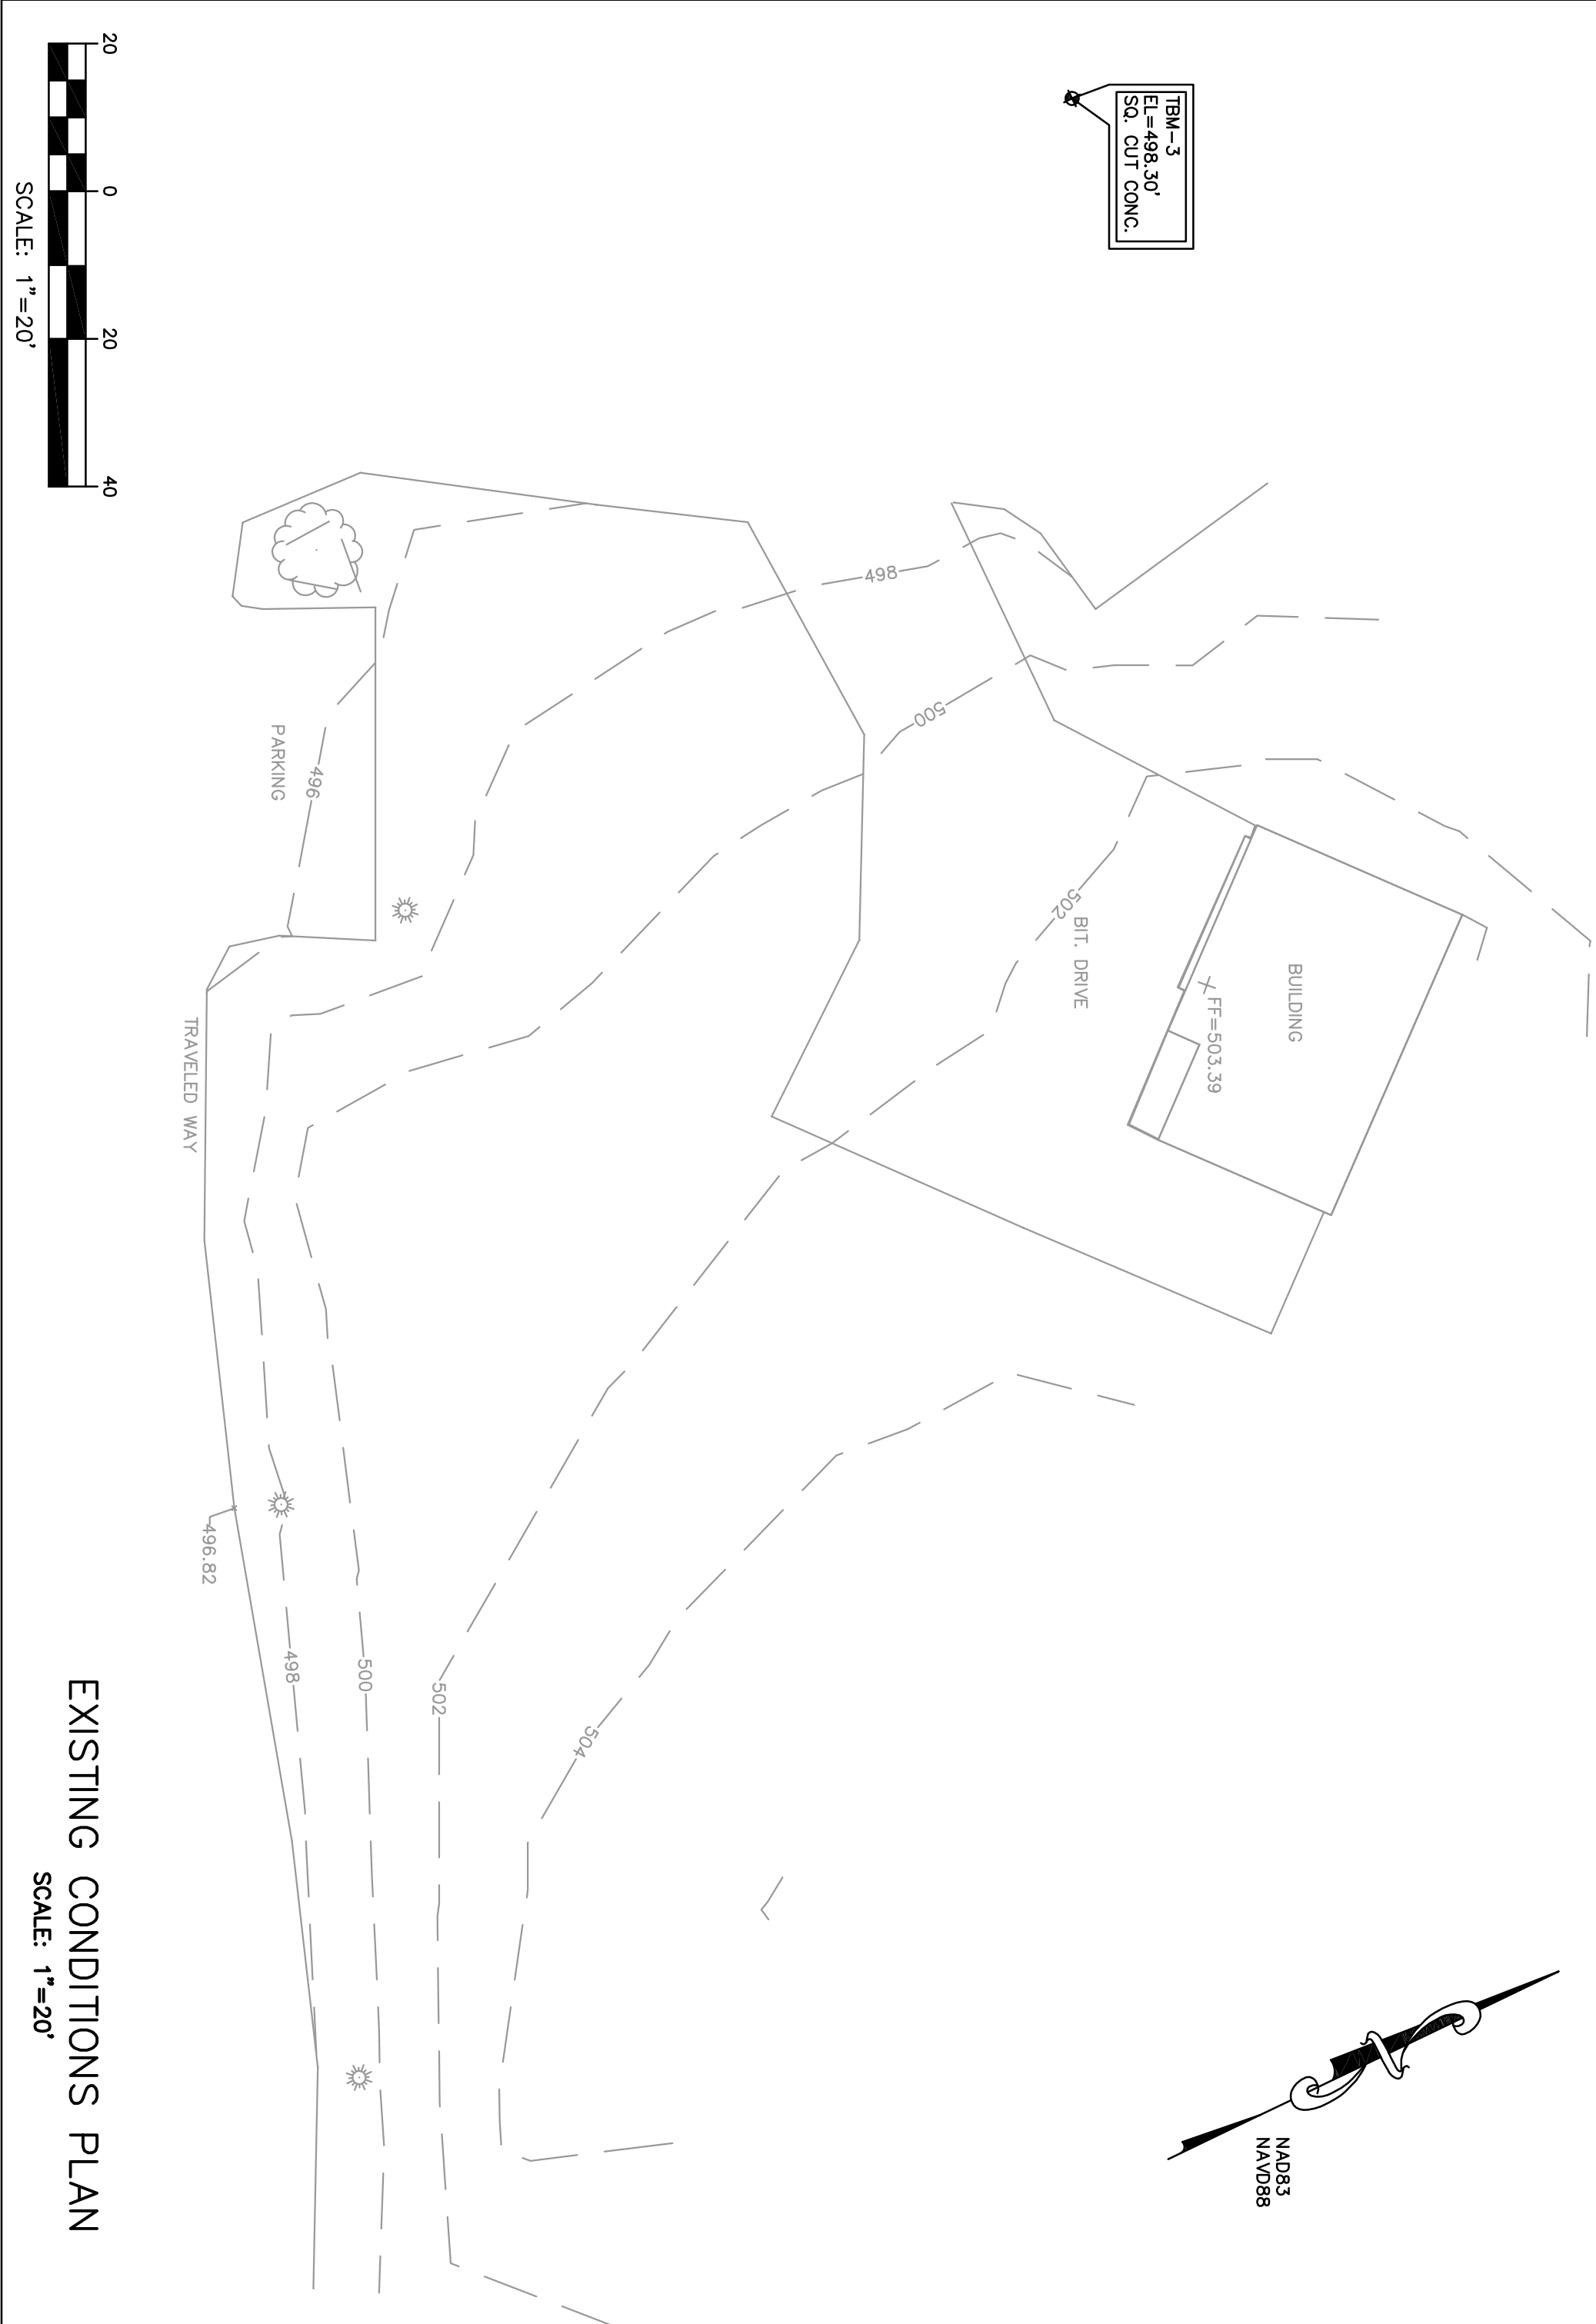 TBM-3
EL=498.30'
SQ. CUT CONC.
BUILDING
FF=503.39
BIT. DRIVE
498
500
502
504
496
PARKING
TRAVELED WAY
496.82
498
500
502
NAD83
NAVD88
20 0 20 40
SCALE: 1"=20'
EXISTING CONDITIONS PLAN
SCALE: 1"=20'